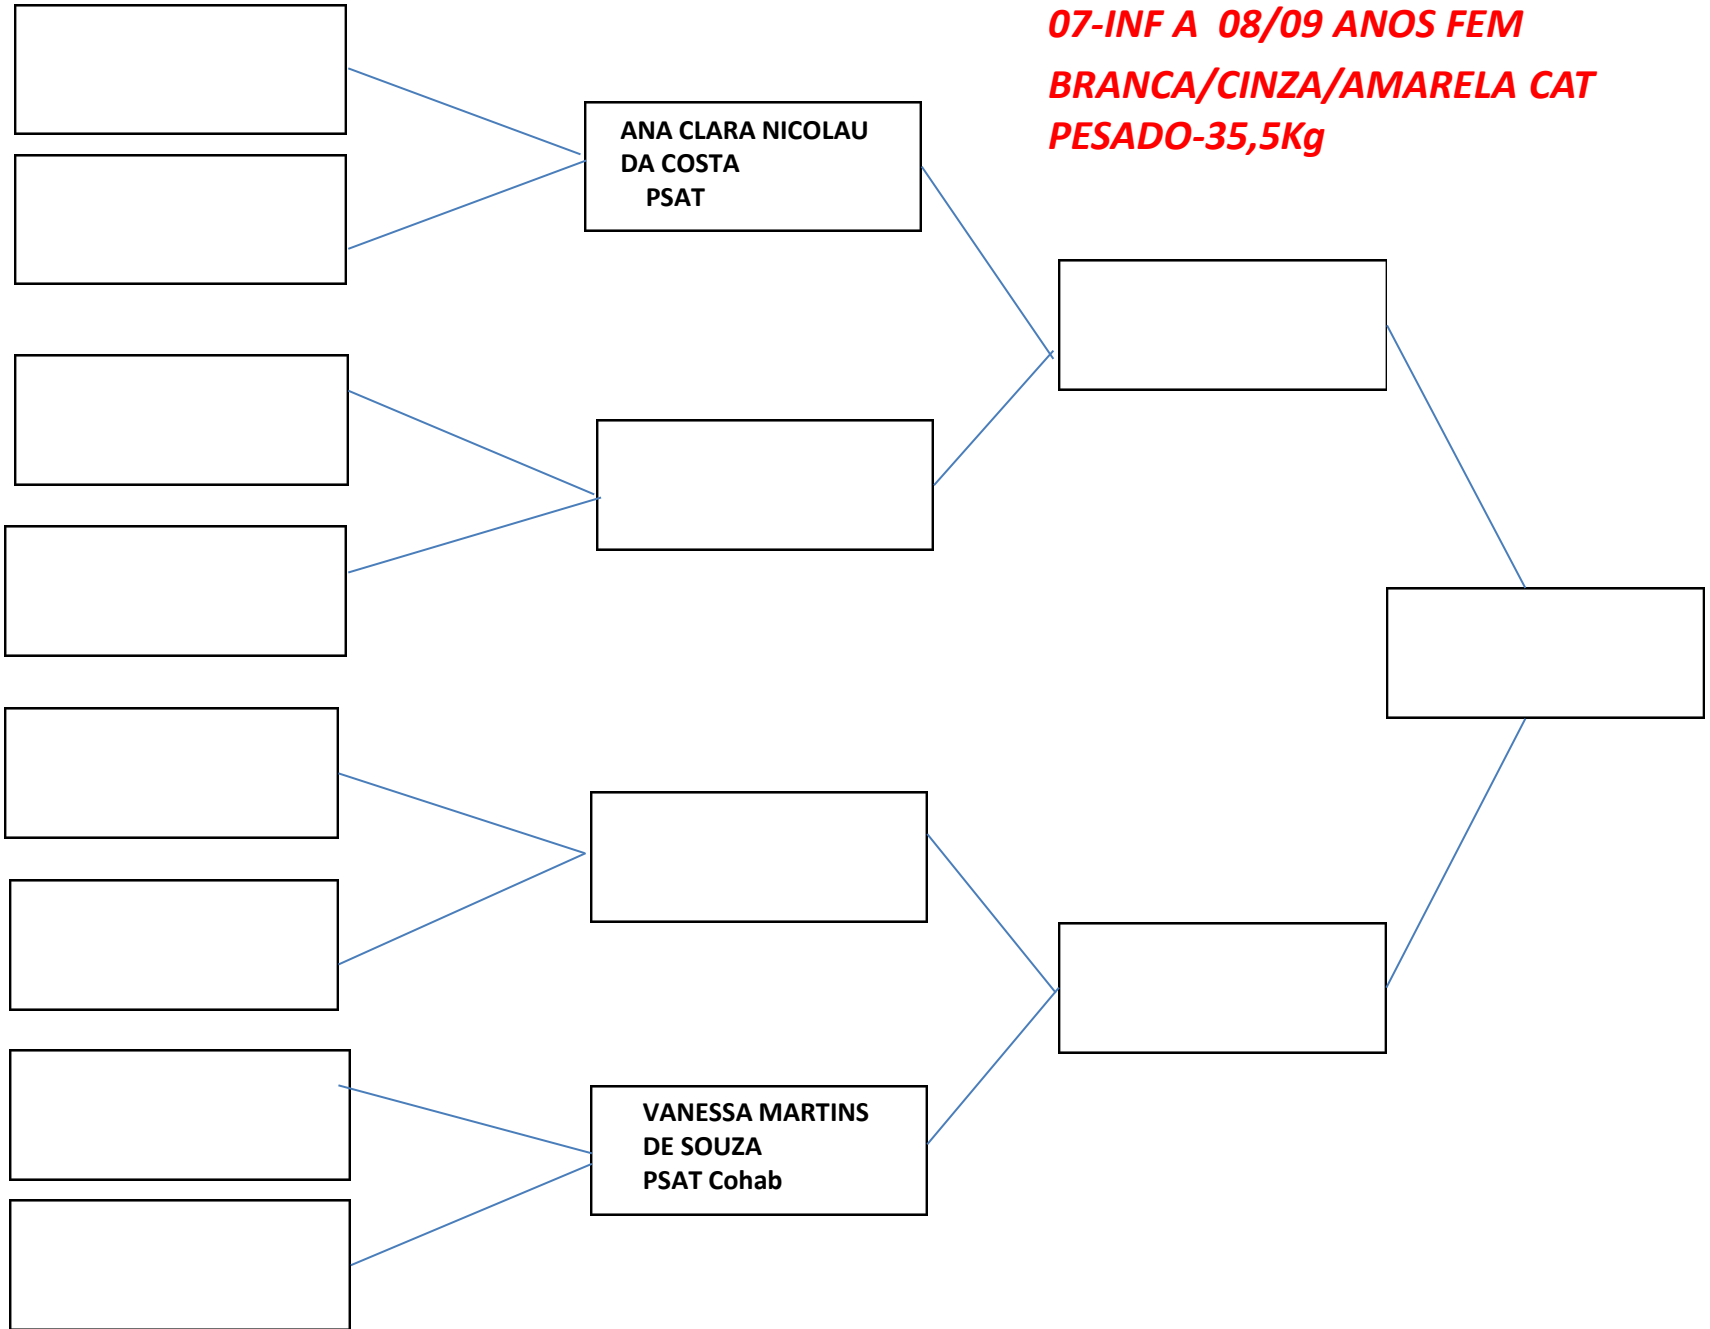 07-INF A  08/09 ANOS FEM
BRANCA/CINZA/AMARELA CAT
PESADO-35,5Kg
ANA CLARA NICOLAU
DA COSTA
PSAT
VANESSA MARTINS
DE SOUZA
PSAT Cohab